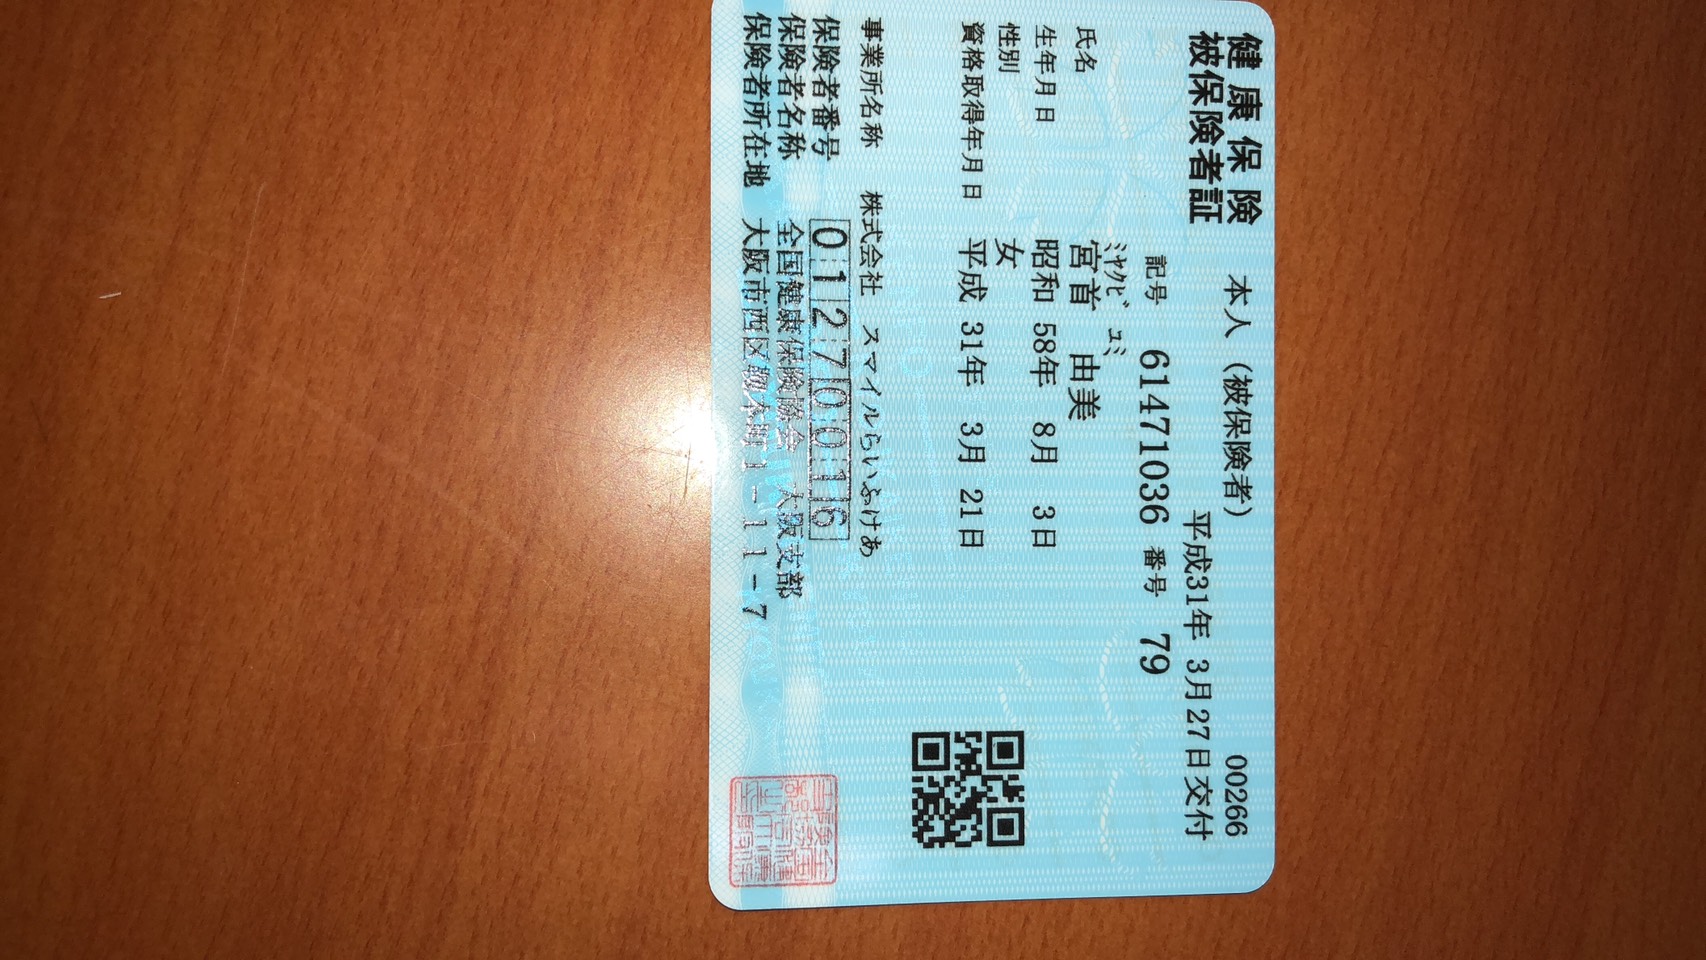 健康保険 本人（被保険者） 00266
被保険者証 平成31年 3月27日交付
記号 61471036 番号 79
ﾐﾔｸﾋﾞ ﾕﾐ
氏名 宮首 由美
生年月日 昭和 58年 8月 3日
性別 女
資格取得年月日 平成 31年 3月 21日
事業所名称 株式会社 スマイルらいふけあ
保険者番号 01270016
保険者名称 全国健康保険協会 大阪支部
保険者所在地 大阪市西区靱本町1-11-7